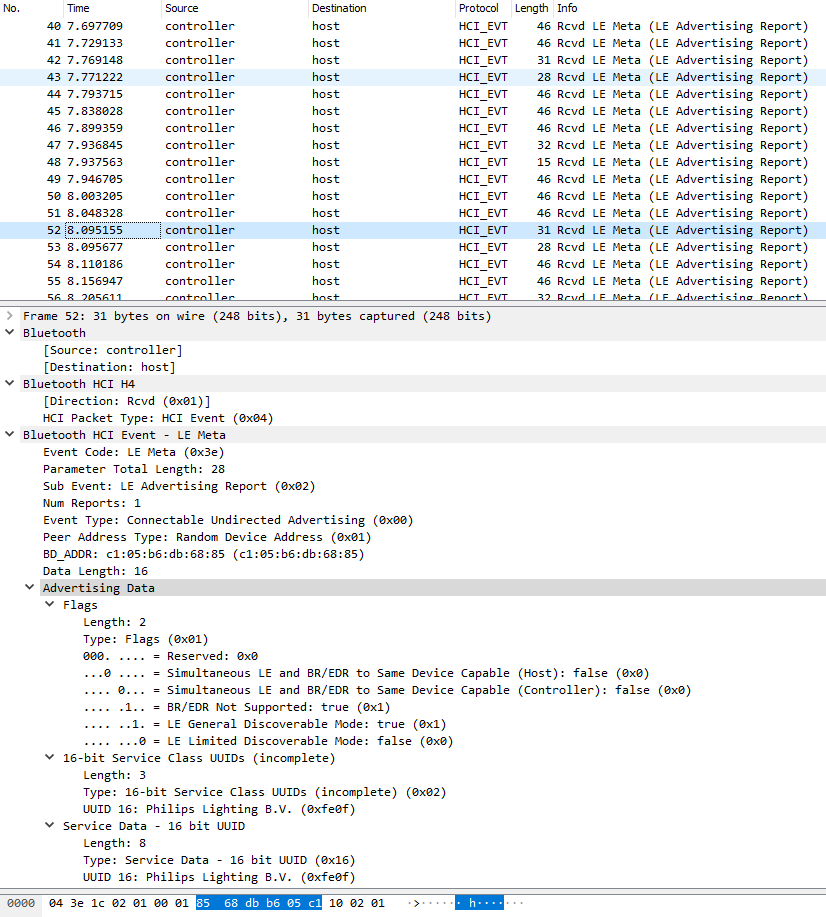 No. Time Source Destination Protocol Length Info
40 7.697709 controller host HCI_EVT 46 Rcvd LE Meta (LE Advertising Report)
41 7.729133 controller host HCI_EVT 46 Rcvd LE Meta (LE Advertising Report)
42 7.769148 controller host HCI_EVT 31 Rcvd LE Meta (LE Advertising Report)
43 7.771222 controller host HCI_EVT 28 Rcvd LE Meta (LE Advertising Report)
44 7.793715 controller host HCI_EVT 46 Rcvd LE Meta (LE Advertising Report)
45 7.838028 controller host HCI_EVT 46 Rcvd LE Meta (LE Advertising Report)
46 7.899359 controller host HCI_EVT 46 Rcvd LE Meta (LE Advertising Report)
47 7.936845 controller host HCI_EVT 32 Rcvd LE Meta (LE Advertising Report)
48 7.937563 controller host HCI_EVT 15 Rcvd LE Meta (LE Advertising Report)
49 7.946705 controller host HCI_EVT 46 Rcvd LE Meta (LE Advertising Report)
50 8.003205 controller host HCI_EVT 46 Rcvd LE Meta (LE Advertising Report)
51 8.048328 controller host HCI_EVT 46 Rcvd LE Meta (LE Advertising Report)
52 8.095155 controller host HCI_EVT 31 Rcvd LE Meta (LE Advertising Report)
53 8.095677 controller host HCI_EVT 28 Rcvd LE Meta (LE Advertising Report)
54 8.110186 controller host HCI_EVT 46 Rcvd LE Meta (LE Advertising Report)
55 8.156947 controller host HCI_EVT 46 Rcvd LE Meta (LE Advertising Report)
56 8.205611 controller host HCI_EVT 32 Rcvd LE Meta (LE Advertising Report)
Frame 52: 31 bytes on wire (248 bits), 31 bytes captured (248 bits)
Bluetooth
[Source: controller]
[Destination: host]
Bluetooth HCI H4
[Direction: Rcvd (0x01)]
HCI Packet Type: HCI Event (0x04)
Bluetooth HCI Event - LE Meta
Event Code: LE Meta (0x3e)
Parameter Total Length: 28
Sub Event: LE Advertising Report (0x02)
Num Reports: 1
Event Type: Connectable Undirected Advertising (0x00)
Peer Address Type: Random Device Address (0x01)
BD_ADDR: c1:05:b6:db:68:85 (c1:05:b6:db:68:85)
Data Length: 16
Advertising Data
Flags
Length: 2
Type: Flags (0x01)
000. .... = Reserved: 0x0
...0 .... = Simultaneous LE and BR/EDR to Same Device Capable (Host): false (0x0)
.... 0... = Simultaneous LE and BR/EDR to Same Device Capable (Controller): false (0x0)
.... .1.. = BR/EDR Not Supported: true (0x1)
.... ..1. = LE General Discoverable Mode: true (0x1)
.... ...0 = LE Limited Discoverable Mode: false (0x0)
16-bit Service Class UUIDs (incomplete)
Length: 3
Type: 16-bit Service Class UUIDs (incomplete) (0x02)
UUID 16: Philips Lighting B.V. (0xfe0f)
Service Data - 16 bit UUID
Length: 8
Type: Service Data - 16 bit UUID (0x16)
UUID 16: Philips Lighting B.V. (0xfe0f)
0000 04 3e 1c 02 01 00 01 85 68 db b6 05 c1 10 02 01 ·>······ h·······